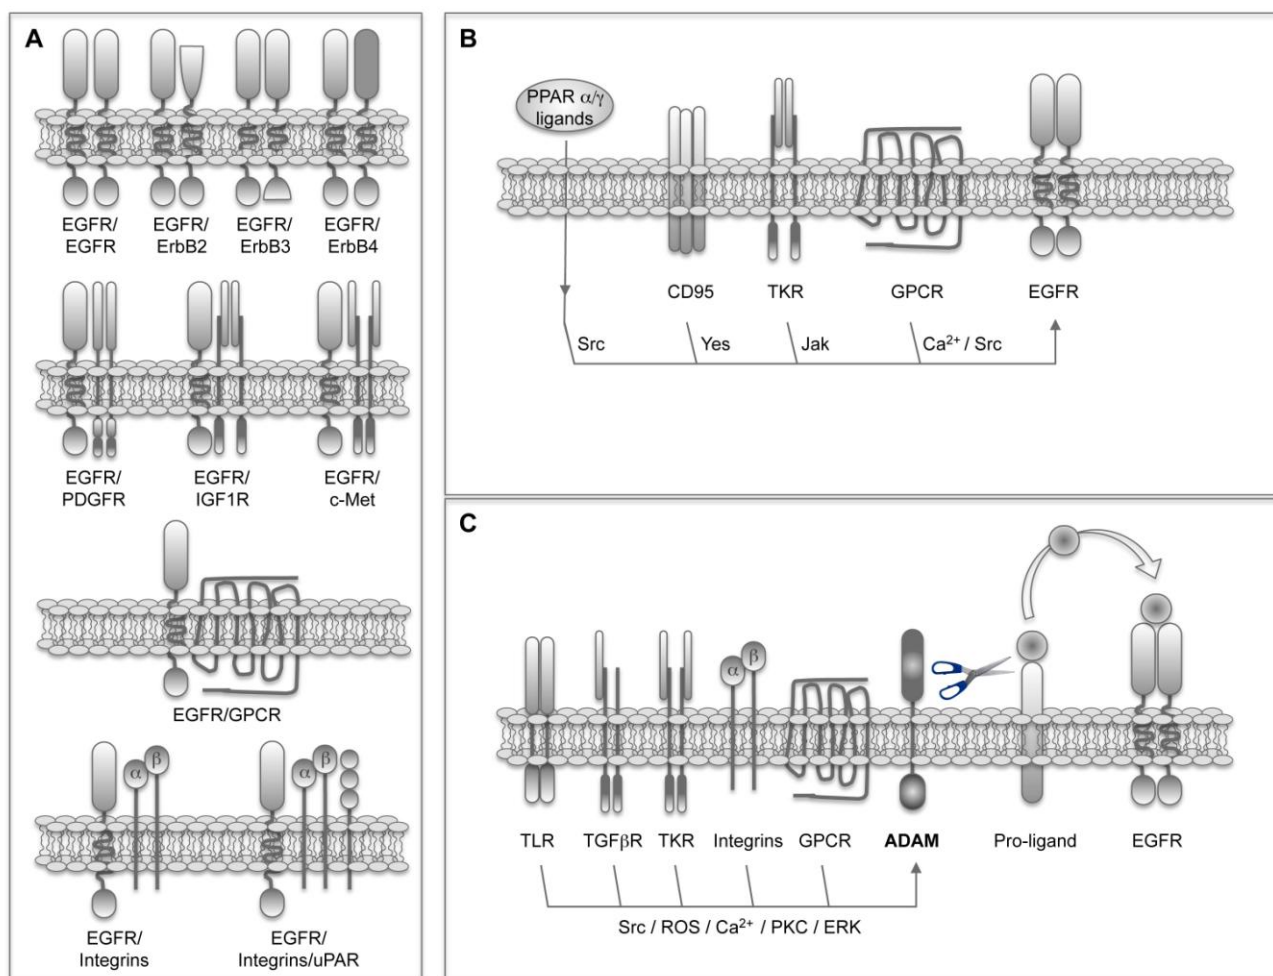 A
EGFR/
EGFR
EGFR/
ErbB2
EGFR/
ErbB3
EGFR/
ErbB4
EGFR/
PDGFR
EGFR/
IGF1R
EGFR/
c-Met
EGFR/GPCR
α
β
α
β
EGFR/
Integrins
EGFR/
Integrins/uPAR
B
PPAR α/γ
ligands
CD95
TKR
GPCR
EGFR
Src
Yes
Jak
Ca²⁺ / Src
C
α
β
TLR
TGFβR
TKR
Integrins
GPCR
ADAM
Pro-ligand
EGFR
Src / ROS / Ca²⁺ / PKC / ERK